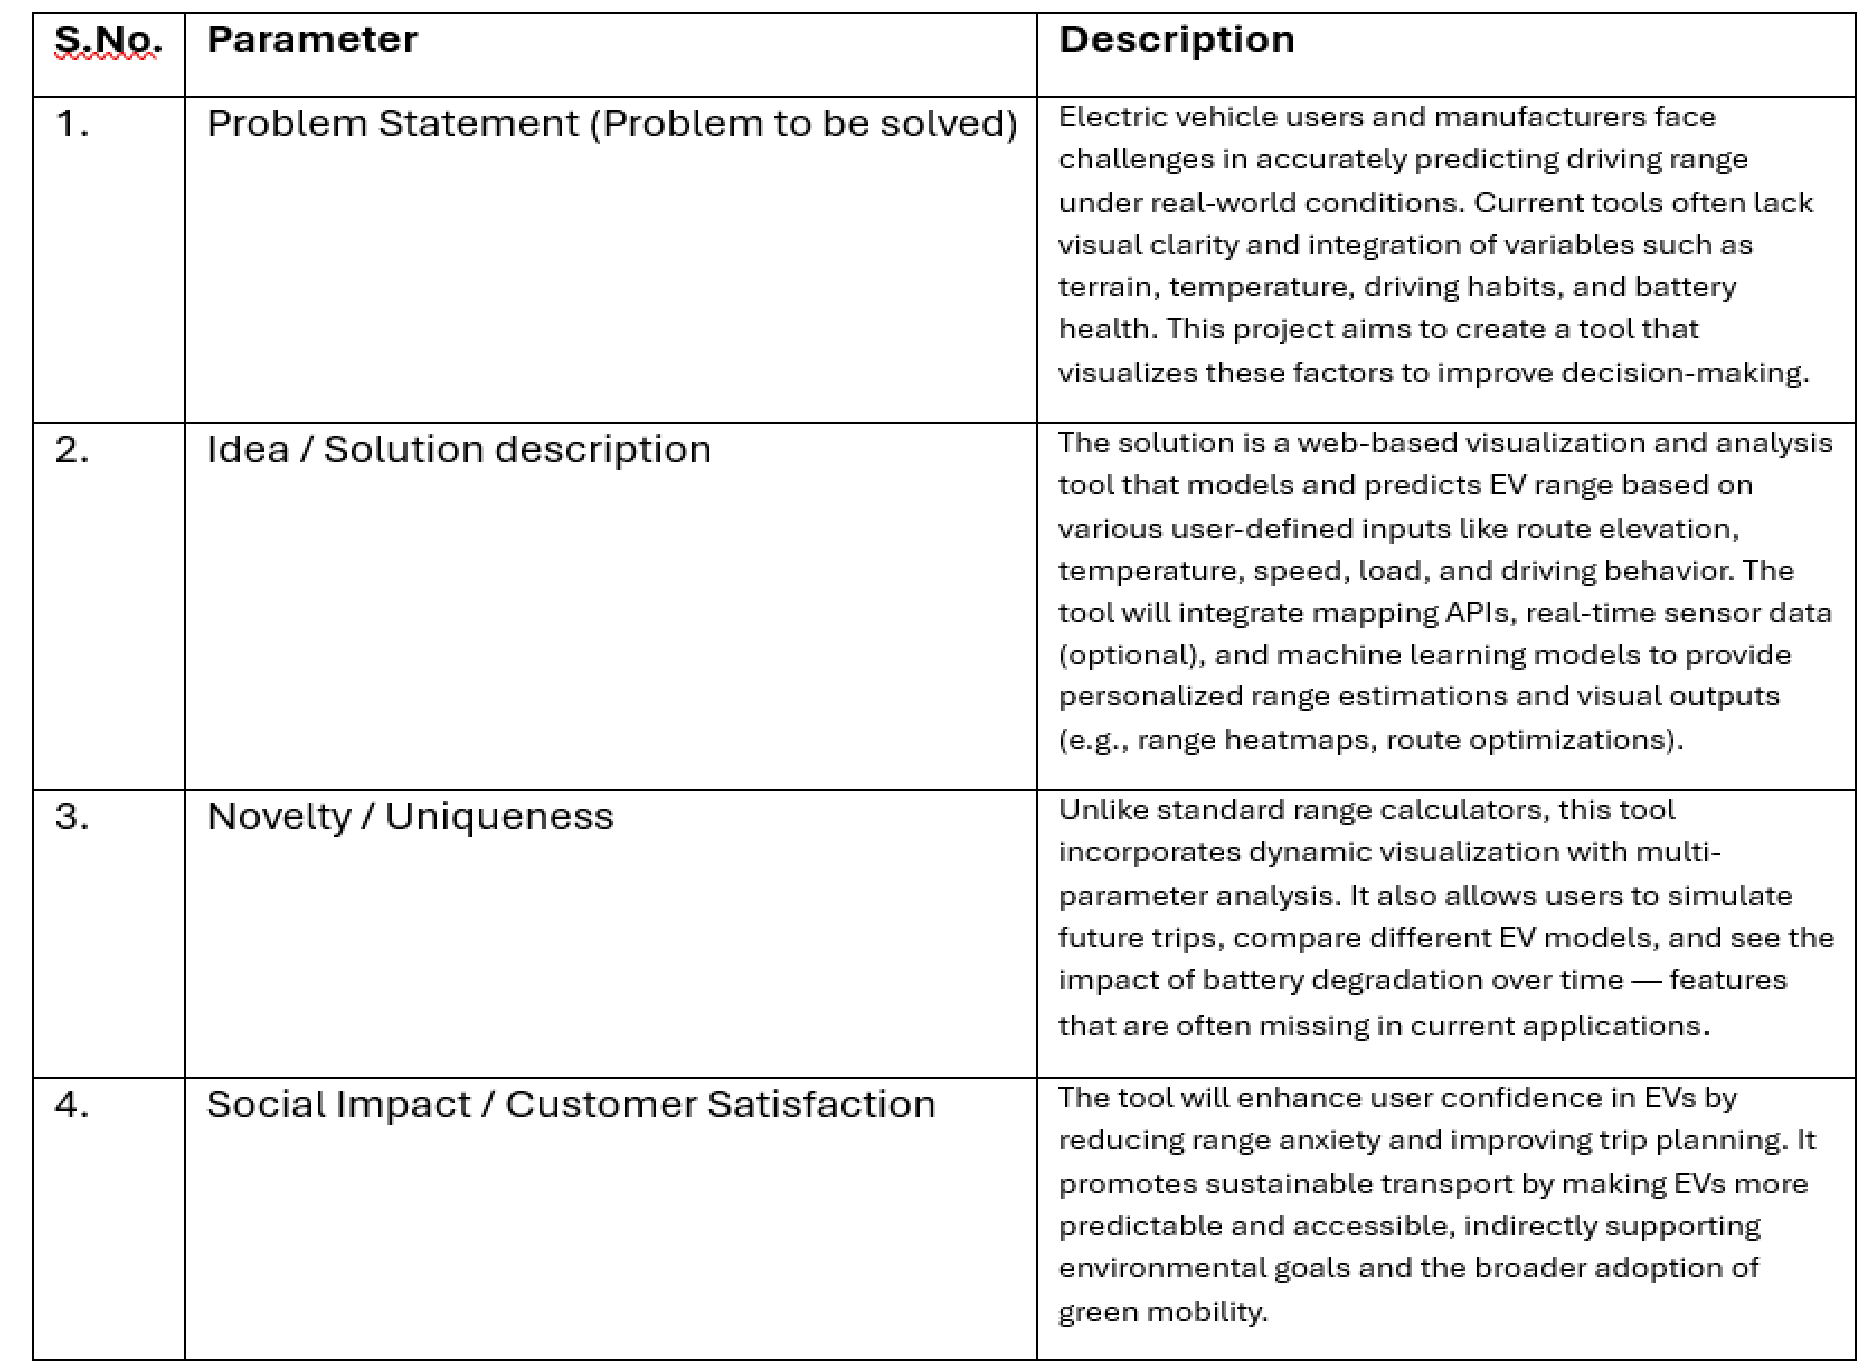 S.No. Parameter Description
1. Problem Statement (Problem to be solved)
Electric vehicle users and manufacturers face
challenges in accurately predicting driving range
under real-world conditions. Current tools often lack
visual clarity and integration of variables such as
terrain, temperature, driving habits, and battery
health. This project aims to create a tool that
visualizes these factors to improve decision-making.
2. Idea / Solution description
The solution is a web-based visualization and analysis
tool that models and predicts EV range based on
various user-defined inputs like route elevation,
temperature, speed, load, and driving behavior. The
tool will integrate mapping APIs, real-time sensor data
(optional), and machine learning models to provide
personalized range estimations and visual outputs
(e.g., range heatmaps, route optimizations).
3. Novelty / Uniqueness
Unlike standard range calculators, this tool
incorporates dynamic visualization with multi-
parameter analysis. It also allows users to simulate
future trips, compare different EV models, and see the
impact of battery degradation over time — features
that are often missing in current applications.
4. Social Impact / Customer Satisfaction
The tool will enhance user confidence in EVs by
reducing range anxiety and improving trip planning. It
promotes sustainable transport by making EVs more
predictable and accessible, indirectly supporting
environmental goals and the broader adoption of
green mobility.